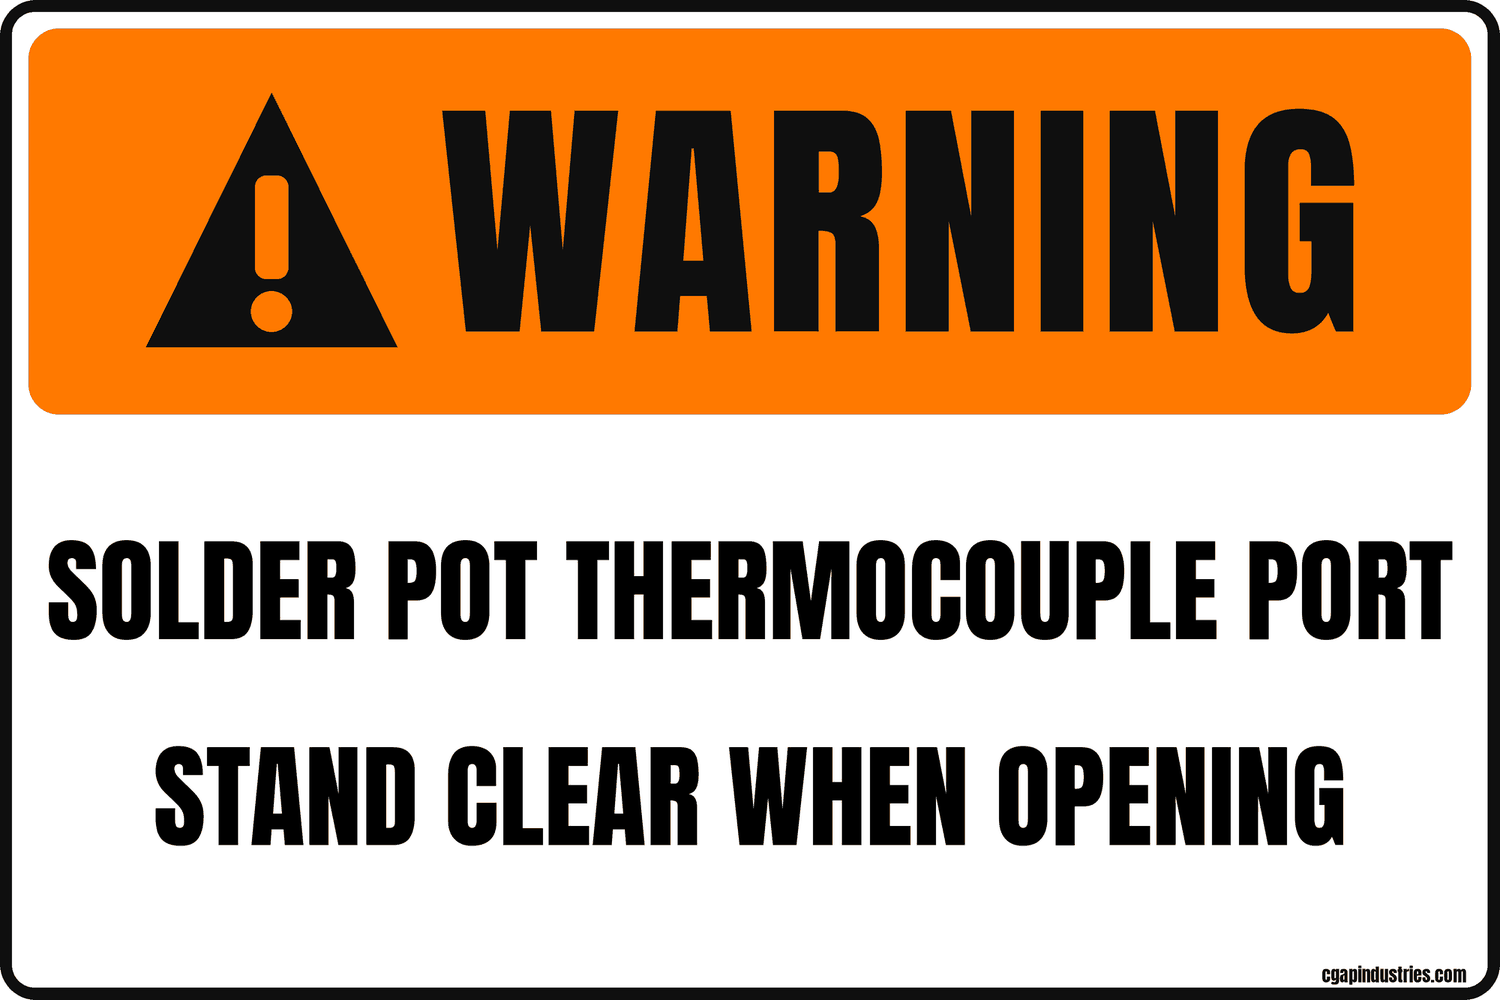 WARNING
SOLDER POT THERMOCOUPLE PORT
STAND CLEAR WHEN OPENING
cgapindustries.com